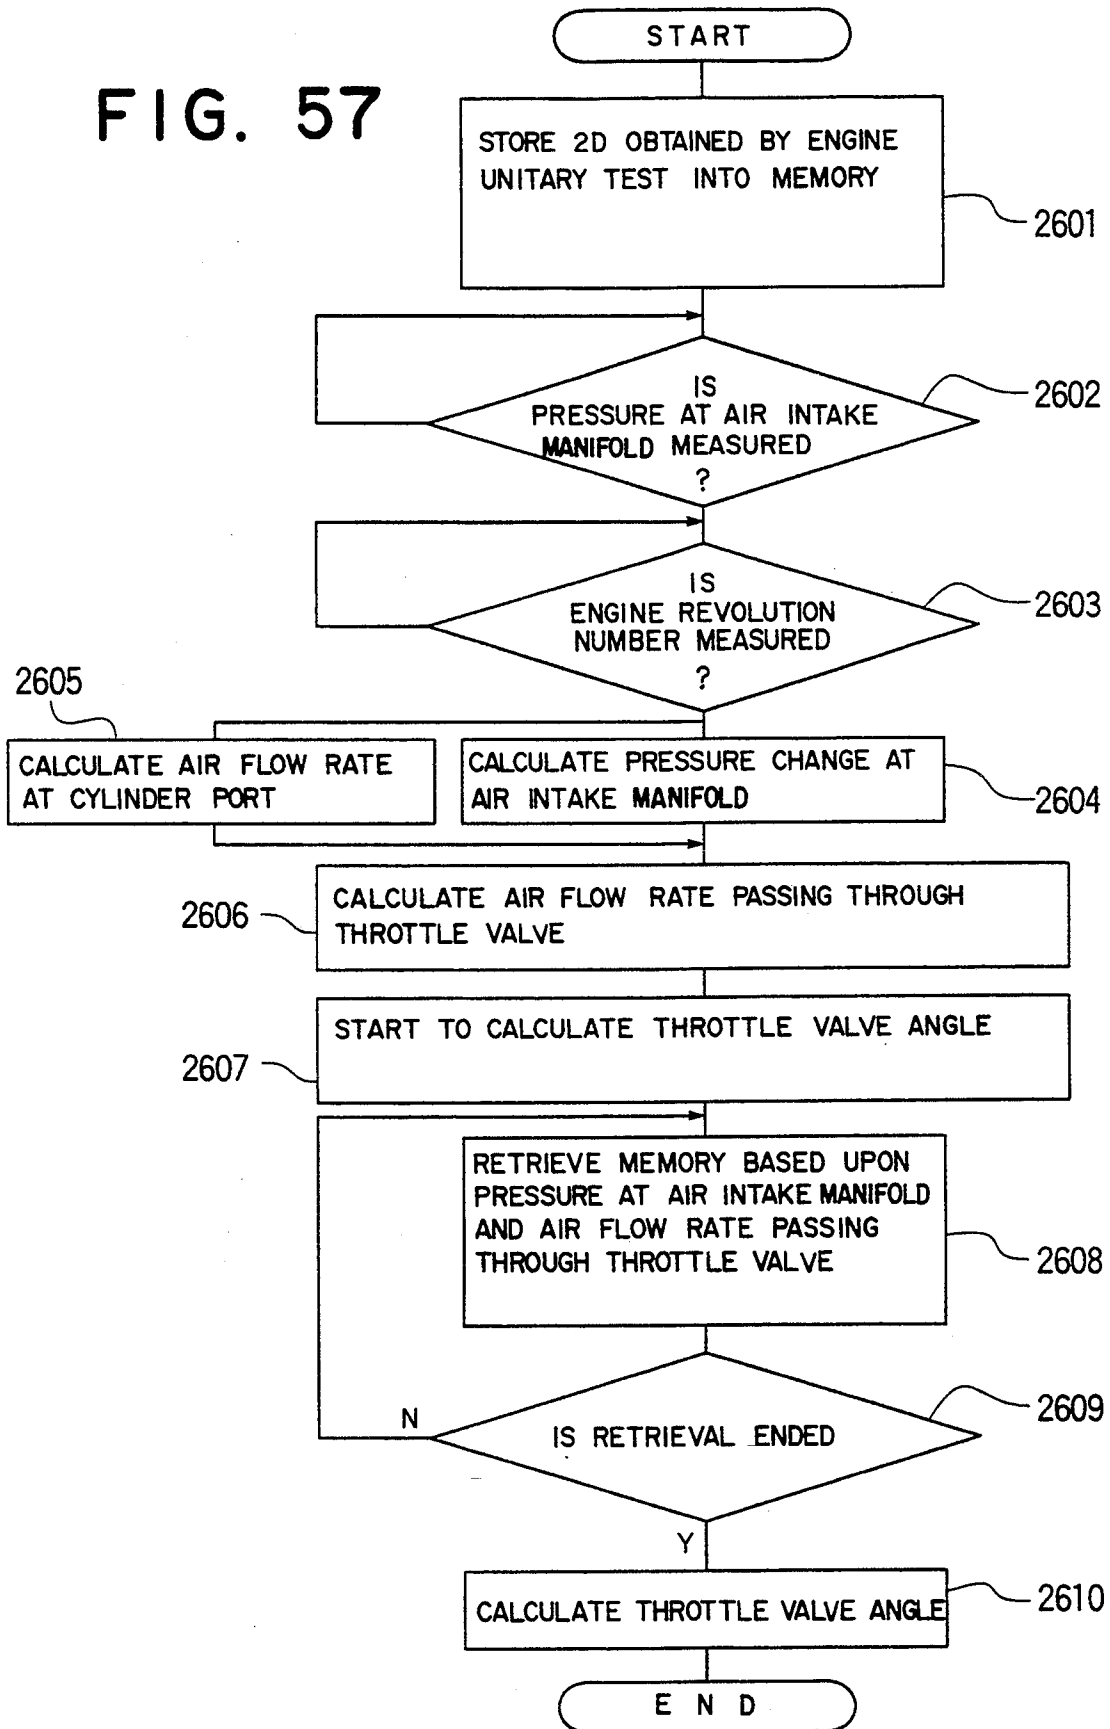 START
FIG. 57
STORE 2D OBTAINED BY ENGINE
UNITARY TEST INTO MEMORY
2601
IS
PRESSURE AT AIR INTAKE
MANIFOLD MEASURED
?
2602
IS
ENGINE REVOLUTION
NUMBER MEASURED
?
2603
2605
CALCULATE AIR FLOW RATE
AT CYLINDER PORT
CALCULATE PRESSURE CHANGE AT
AIR INTAKE MANIFOLD
2604
CALCULATE AIR FLOW RATE PASSING THROUGH
THROTTLE VALVE
2606
START TO CALCULATE THROTTLE VALVE ANGLE
2607
RETRIEVE MEMORY BASED UPON
PRESSURE AT AIR INTAKE MANIFOLD
AND AIR FLOW RATE PASSING
THROUGH THROTTLE VALVE
2608
N
IS RETRIEVAL ENDED
2609
Y
CALCULATE THROTTLE VALVE ANGLE
2610
END